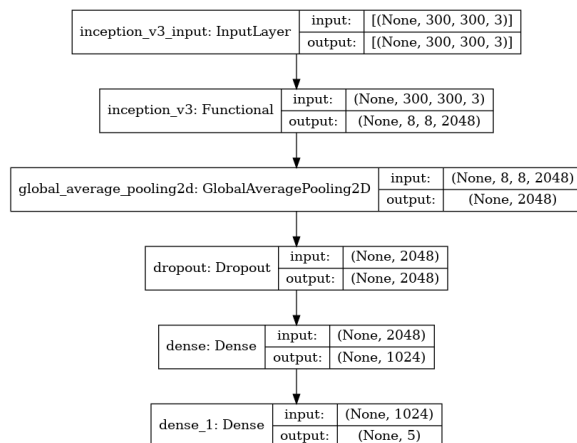 inception_v3_input: InputLayer input: [(None, 300, 300, 3)]
output: [(None, 300, 300, 3)]
inception_v3: Functional input: (None, 300, 300, 3)
output: (None, 8, 8, 2048)
global_average_pooling2d: GlobalAveragePooling2D input: (None, 8, 8, 2048)
output: (None, 2048)
dropout: Dropout input: (None, 2048)
output: (None, 2048)
dense: Dense input: (None, 2048)
output: (None, 1024)
dense_1: Dense input: (None, 1024)
output: (None, 5)